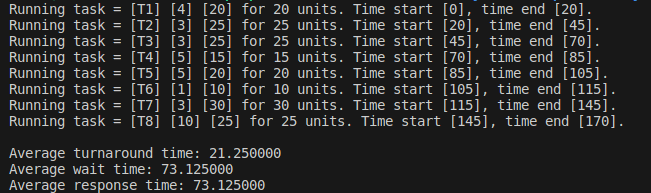 Running task = [T1] [4] [20] for 20 units. Time start [0], time end [20].
Running task = [T2] [3] [25] for 25 units. Time start [20], time end [45].
Running task = [T3] [3] [25] for 25 units. Time start [45], time end [70].
Running task = [T4] [5] [15] for 15 units. Time start [70], time end [85].
Running task = [T5] [5] [20] for 20 units. Time start [85], time end [105].
Running task = [T6] [1] [10] for 10 units. Time start [105], time end [115].
Running task = [T7] [3] [30] for 30 units. Time start [115], time end [145].
Running task = [T8] [10] [25] for 25 units. Time start [145], time end [170].
Average turnaround time: 21.250000
Average wait time: 73.125000
Average response time: 73.125000